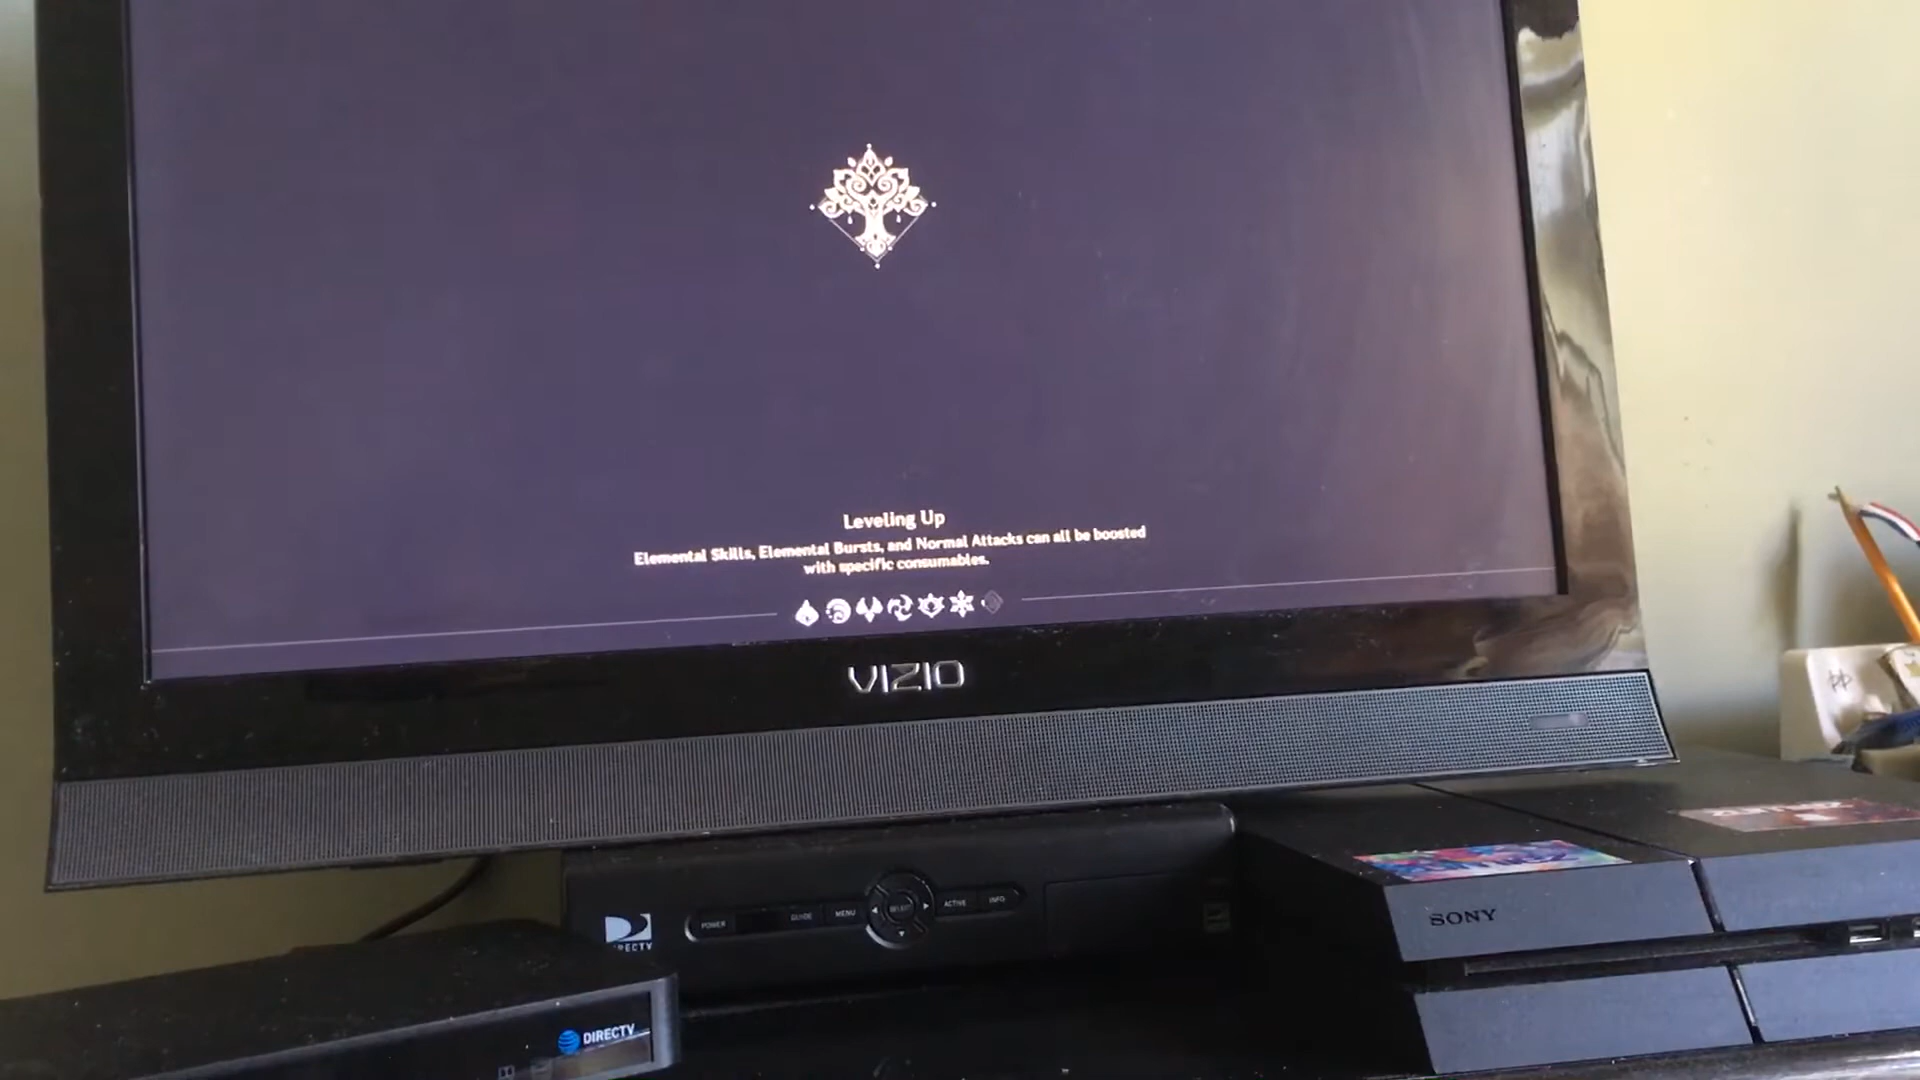 Leveling Up
Elemental Skills, Elemental Bursts, and Normal Attacks can all be boosted
with specific consumables.
VIZIO
POWER
GUIDE
MENU
SELECT
ACTIVE
INFO
SONY
DIRECTV